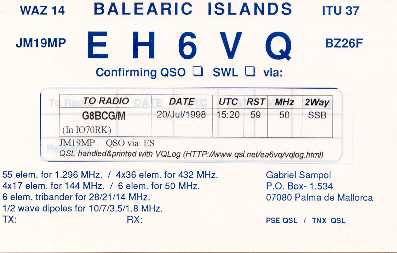 WAZ 14 BALEARIC ISLANDS ITU 37
JM19MP EH6VQ BZ26F
Confirming QSO ☐ SWL ☐ via:
TO RADIO DATE UTC RST MHz 2Way
G8BCG/M 20/Jul/1998 15:20 59 50 SSB
(In IO70RK)
JM19MP QSO via: ES
QSL handled&printed with VQLog (HTTP://www.qsl.net/ea6vq/vqlog.html)
55 elem. for 1.296 MHz. / 4x36 elem. for 432 MHz. Gabriel Sampol
4x17 elem. for 144 MHz. / 6 elem. for 50 MHz. P.O. Box- 1.534
6 elem. tribander for 28/21/14 MHz. 07080 Palma de Mallorca
1/2 wave dipoles for 10/7/3.5/1.8 MHz.
TX: RX: PSE QSL / TNX QSL